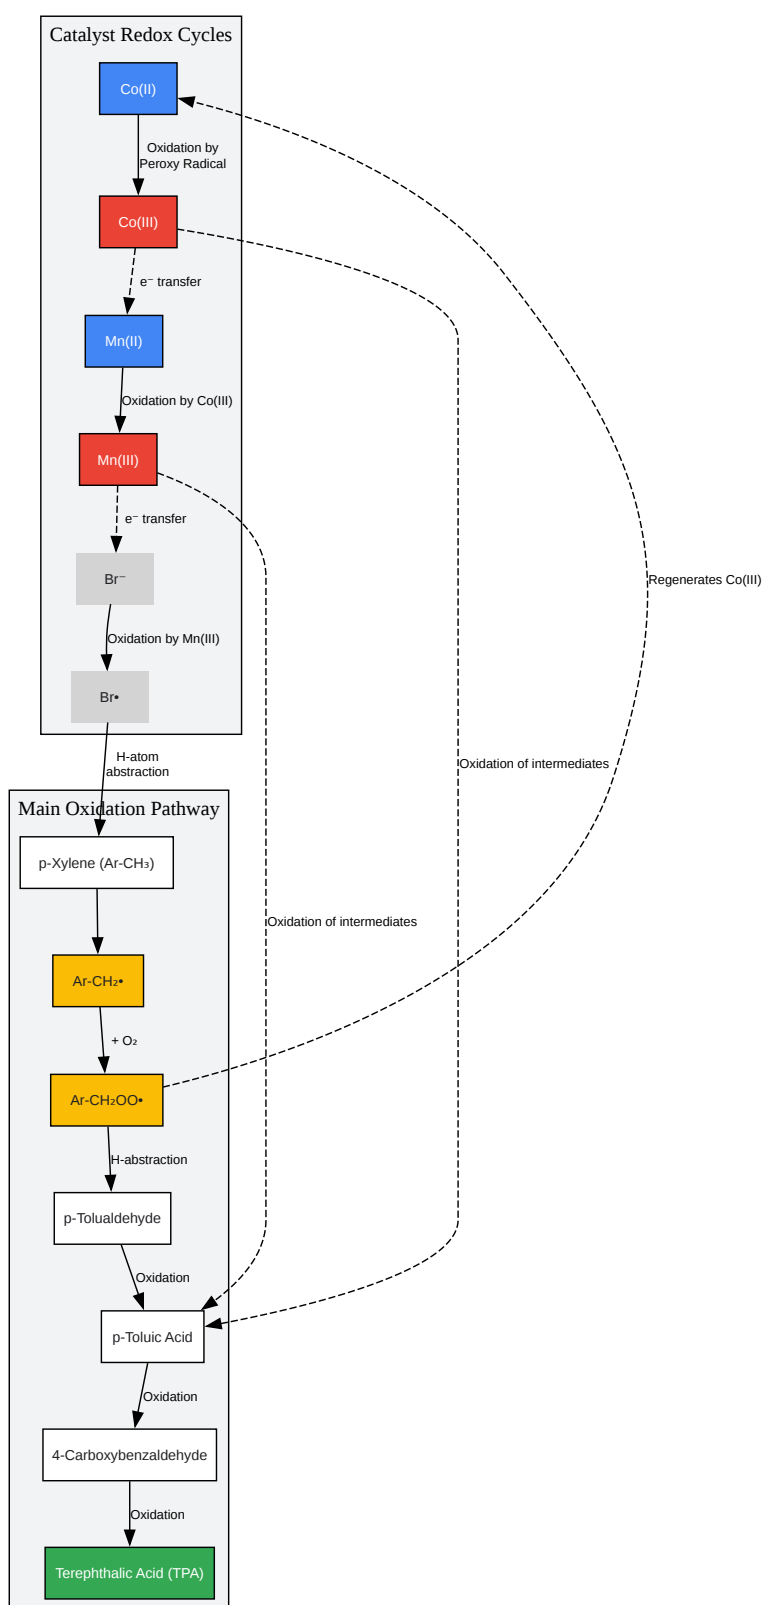 Catalyst Redox Cycles
Co(II)
Oxidation by
Peroxy Radical
Co(III)
e⁻ transfer
Mn(II)
Oxidation by Co(III)
Mn(III)
e⁻ transfer
Br⁻
Regenerates Co(III)
Oxidation by Mn(III)
Br•
H-atom
abstraction
Oxidation of intermediates
Main Oxidation Pathway
p-Xylene (Ar-CH₃)
Oxidation of intermediates
Ar-CH₂•
+ O₂
Ar-CH₂OO•
H-abstraction
p-Tolualdehyde
Oxidation
p-Toluic Acid
Oxidation
4-Carboxybenzaldehyde
Oxidation
Terephthalic Acid (TPA)